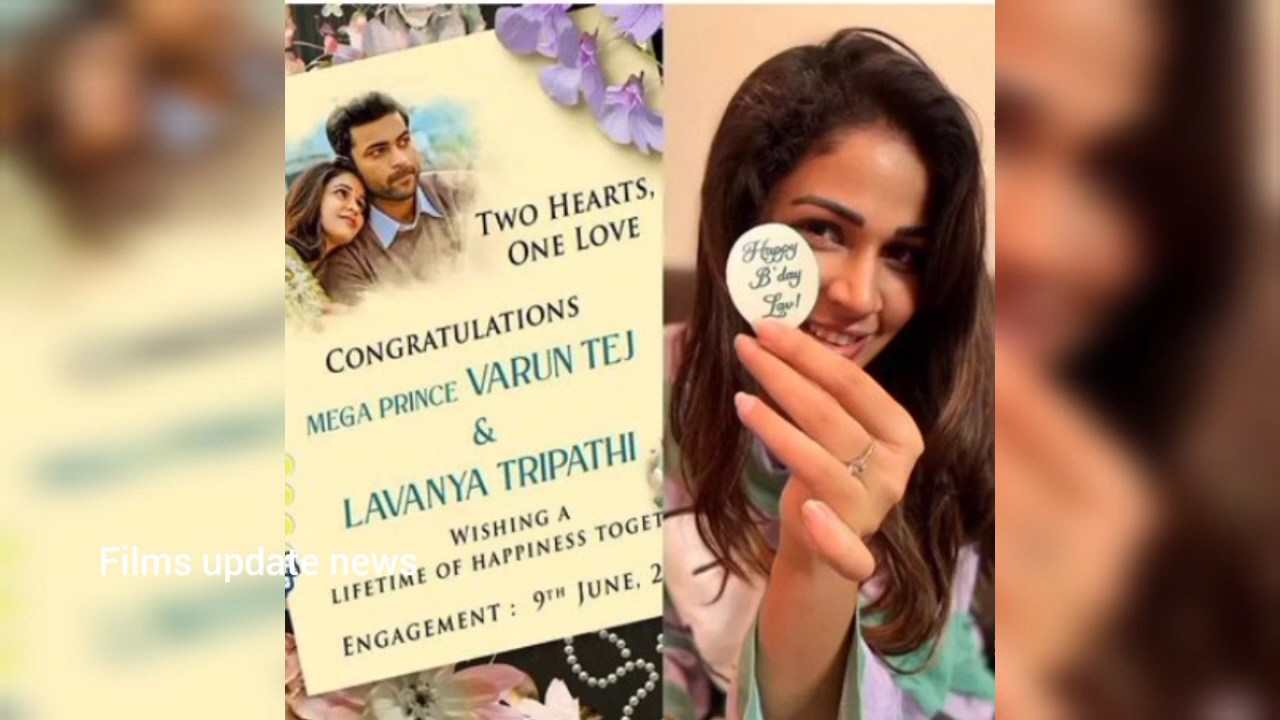 Two Hearts,
One Love
Congratulations
MEGA PRINCE VARUN TEJ
&
LAVANYA TRIPATHI
Wishing a
lifetime of happiness toget
Engagement : 9th June, 2
Happy
B'day
Lav!
Films update news